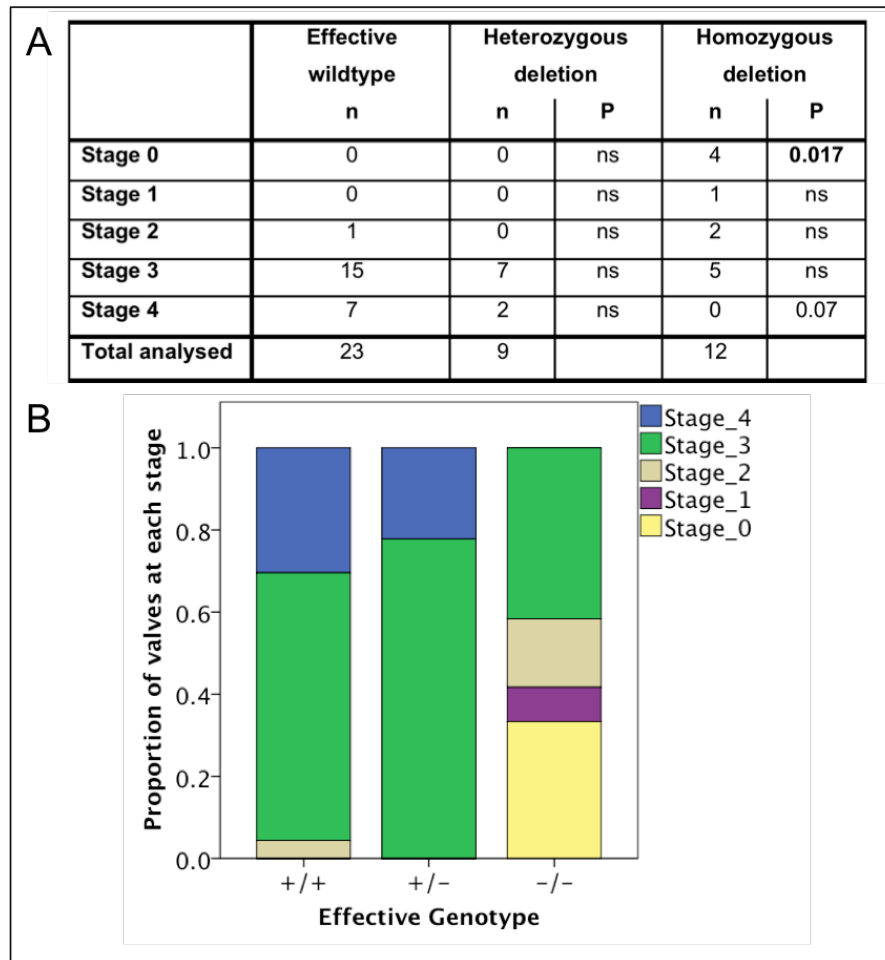 A
Effective wildtype Heterozygous deletion Homozygous deletion
n n P n P
Stage 0 0 0 ns 4 0.017
Stage 1 0 0 ns 1 ns
Stage 2 1 0 ns 2 ns
Stage 3 15 7 ns 5 ns
Stage 4 7 2 ns 0 0.07
Total analysed 23 9 12
B
Proportion of valves at each stage
1.0
0.8
0.6
0.4
0.2
0.0
+/+ +/- -/-
Effective Genotype
Stage_4
Stage_3
Stage_2
Stage_1
Stage_0